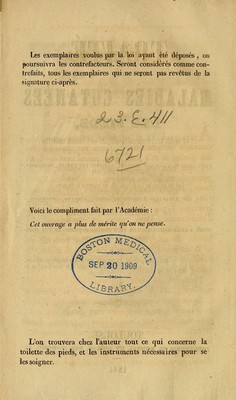 Les exemplaires voulus par la loi ayant été déposés, on
poursuivra les contrefacteurs. Seront considérés comme con-
trefaits, tous les exemplaires qui ne seront pas revêtus de la
signature ci-après.
23.E.411
6721
Voici le compliment fait par l'Académie :
Cet ouvrage a plus de mérite qu'on ne pense.
BOSTON MEDICAL
SEP 20 1909
LIBRARY.
L'on trouvera chez l'auteur tout ce qui concerne la
toilette des pieds, et les instruments nécessaires pour se
les soigner.